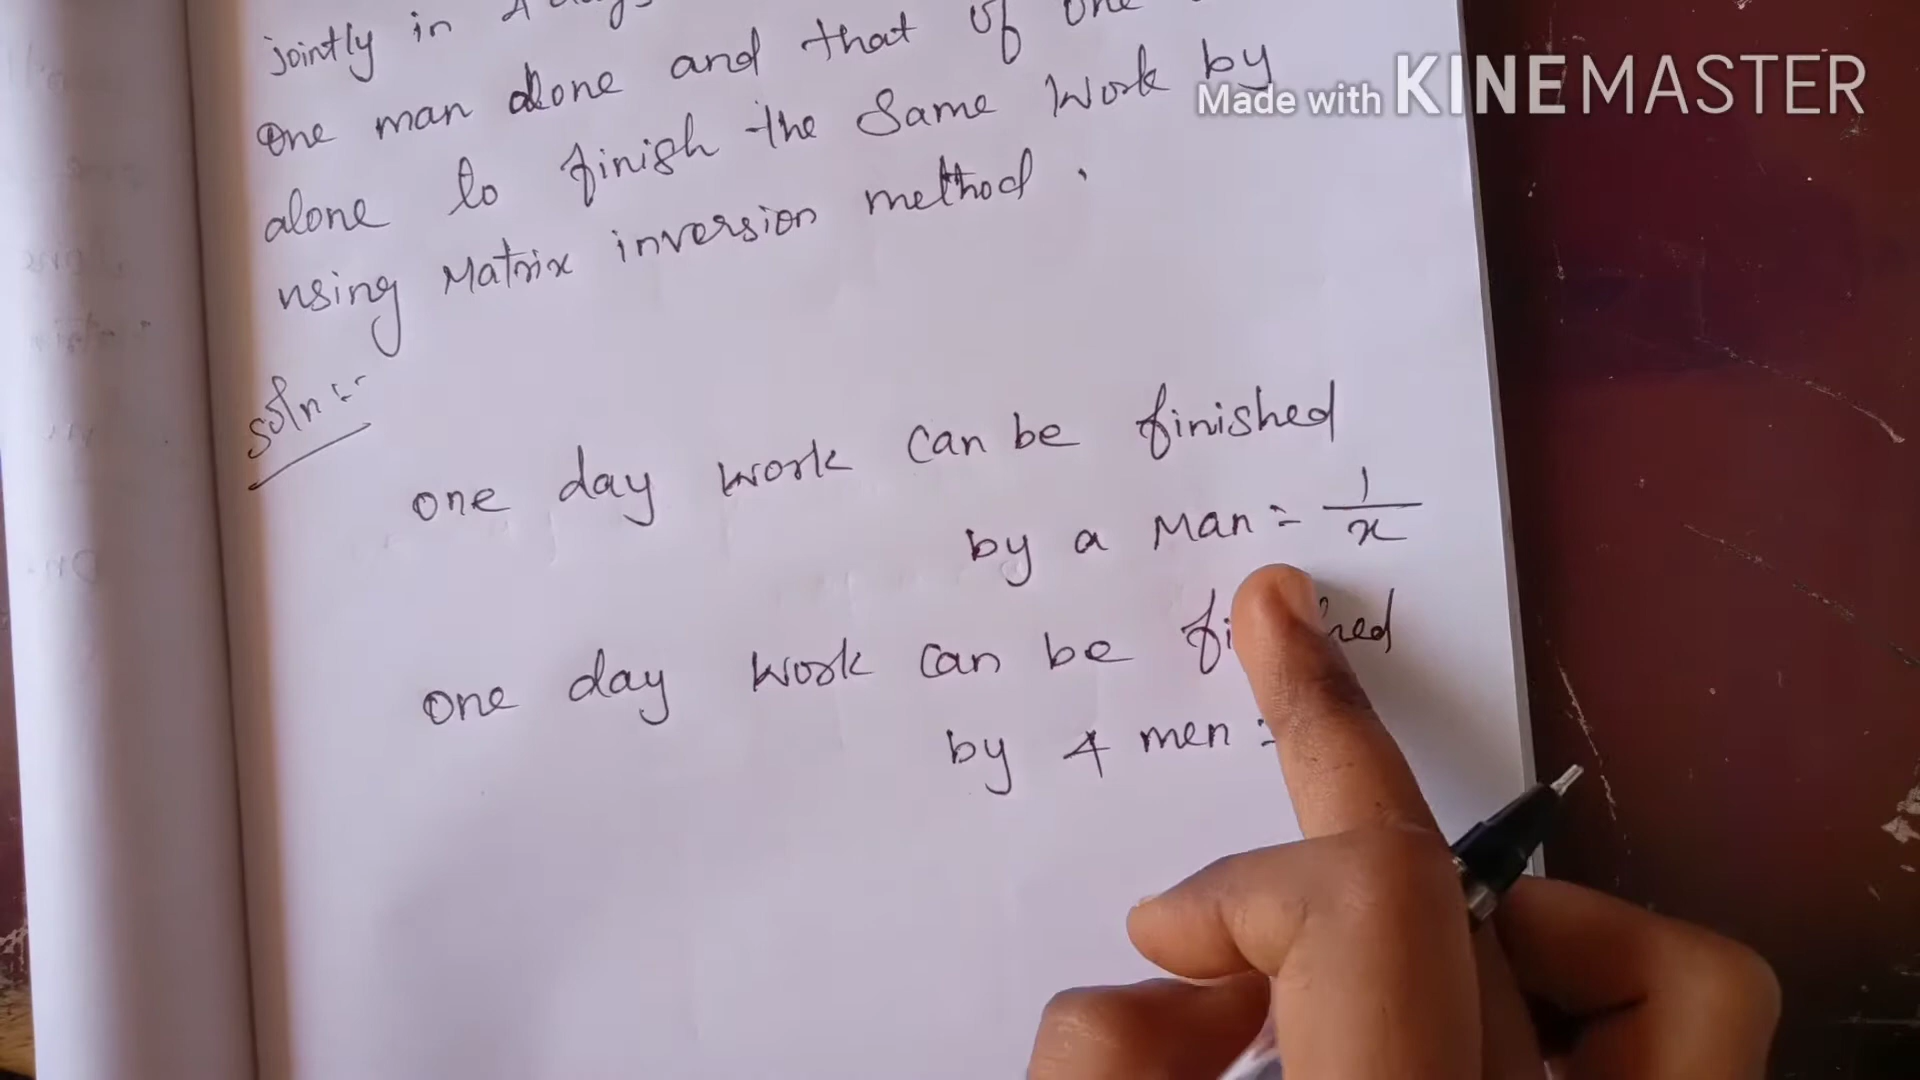 jointly in 4 days
one man alone and that of one
alone to finish the same work by
using Matrix inversion method.
soln:-
one day work can be finished
by a Man = 1/x
one day work can be
by 4 men =
Made with KINEMASTER